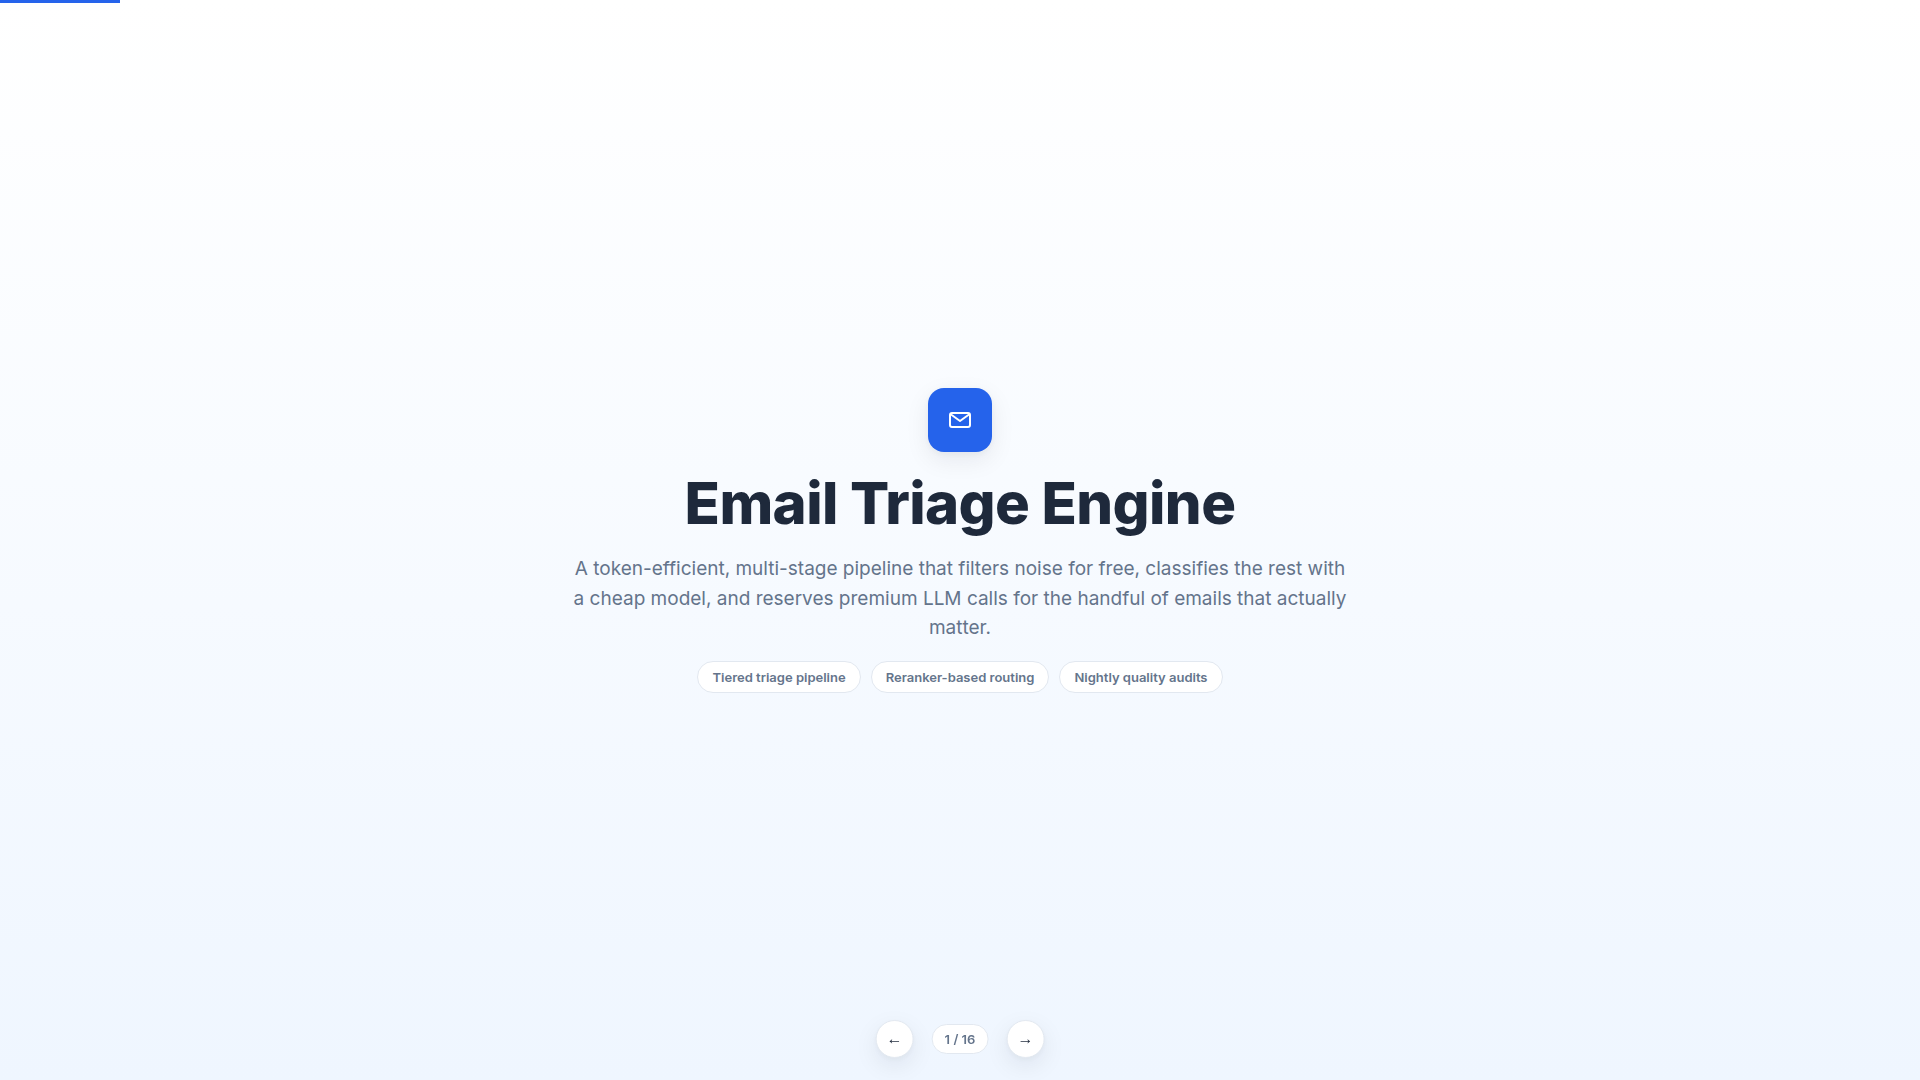 Email Triage Engine
A token-efficient, multi-stage pipeline that filters noise for free, classifies the rest with
a cheap model, and reserves premium LLM calls for the handful of emails that actually
matter.
Tiered triage pipeline
Reranker-based routing
Nightly quality audits
← 1 / 16 →